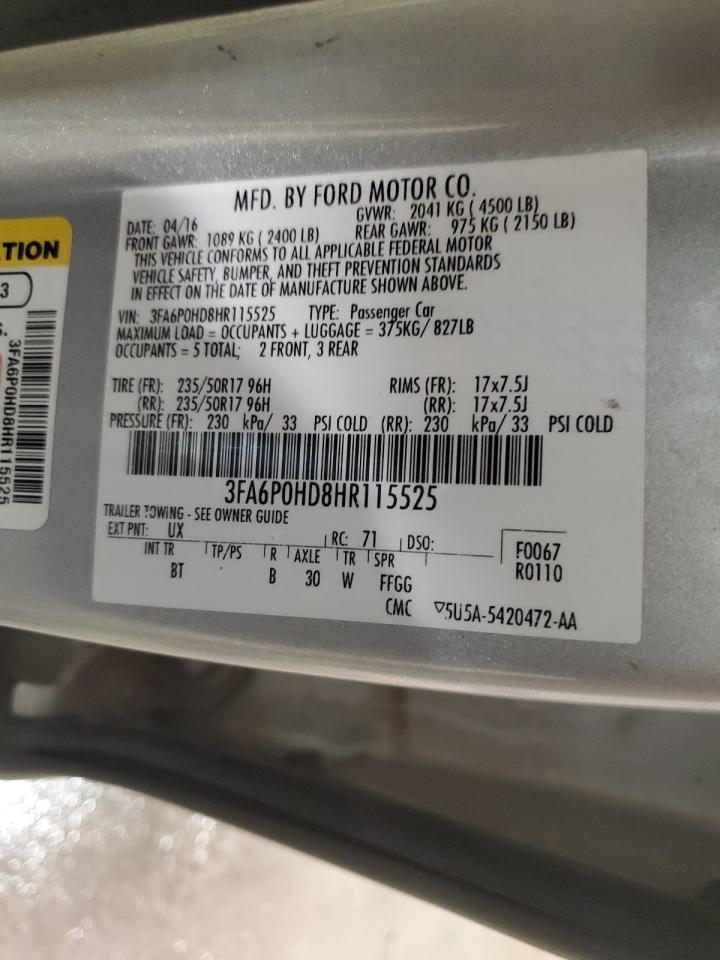 MFD. BY FORD MOTOR CO.
DATE: 04/16 GVWR: 2041 KG ( 4500 LB)
FRONT GAWR: 1089 KG ( 2400 LB) REAR GAWR: 975 KG ( 2150 LB)
THIS VEHICLE CONFORMS TO ALL APPLICABLE FEDERAL MOTOR
VEHICLE SAFETY, BUMPER, AND THEFT PREVENTION STANDARDS
IN EFFECT ON THE DATE OF MANUFACTURE SHOWN ABOVE.
VIN: 3FA6P0HD8HR115525 TYPE: Passenger Car
MAXIMUM LOAD = OCCUPANTS + LUGGAGE = 375KG/ 827LB
OCCUPANTS = 5 TOTAL; 2 FRONT, 3 REAR
TIRE (FR): 235/50R17 96H RIMS (FR): 17x7.5J
(RR): 235/50R17 96H (RR): 17x7.5J
PRESSURE (FR): 230 kPa/ 33 PSI COLD (RR): 230 kPa/ 33 PSI COLD
3FA6P0HD8HR115525
TRAILER TOWING - SEE OWNER GUIDE
EXT PNT: UX RC: 71 DSO:
INT TR TP/PS R AXLE TR SPR
BT B 30 W FFGG
F0067
R0110
CMC ▽5U5A-5420472-AA
TION
3
S.
3FA6P0HD8HR115525